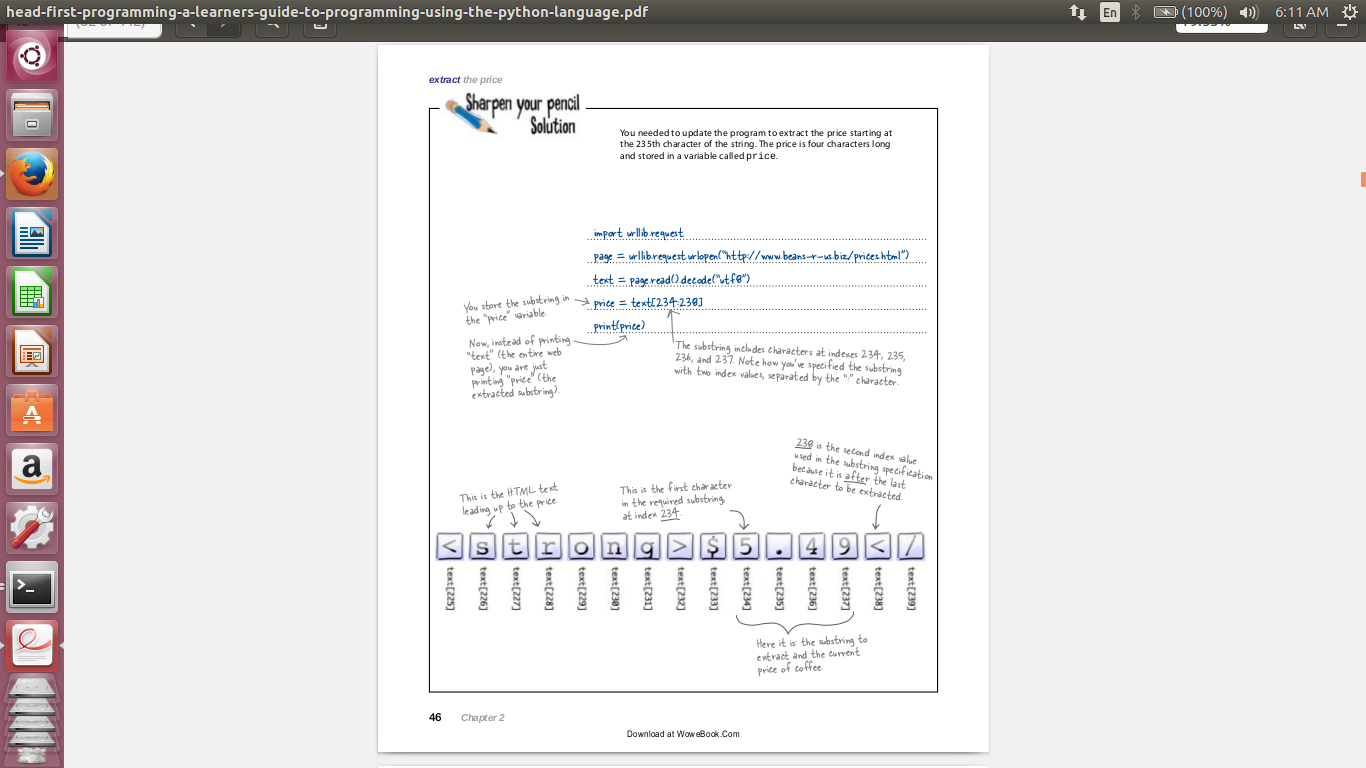 head-first-programming-a-learners-guide-to-programming-using-the-python-language.pdf
En
(100%)
6:11 AM
extract the price
Sharpen your pencil
Solution
You needed to update the program to extract the price starting at
the 235th character of the string. The price is four characters long
and stored in a variable called price.
import urllib.request
page = urllib.request.urlopen("http://www.beans-r-us.biz/prices.html")
text = page.read().decode("utf8")
price = text[234:238]
print(price)
You store the substring in
the "price" variable.
Now, instead of printing
"text" (the entire web
page), you are just
printing "price" (the
extracted substring).
The substring includes characters at indexes 234, 235,
236, and 237. Note how you've specified the substring
with two index values, separated by the ":" character.
238 is the second index value
used in the substring specification
because it is after the last
character to be extracted.
This is the HTML text
leading up to the price.
This is the first character
in the required substring,
at index 234.
< s t r o n g > $ 5 . 4 9 < /
text[225] text[226] text[227] text[228] text[229] text[230] text[231] text[232] text[233] text[234] text[235] text[236] text[237] text[238] text[239]
Here it is: the substring to
extract and the current
price of coffee.
46 Chapter 2
Download at WoweBook.Com